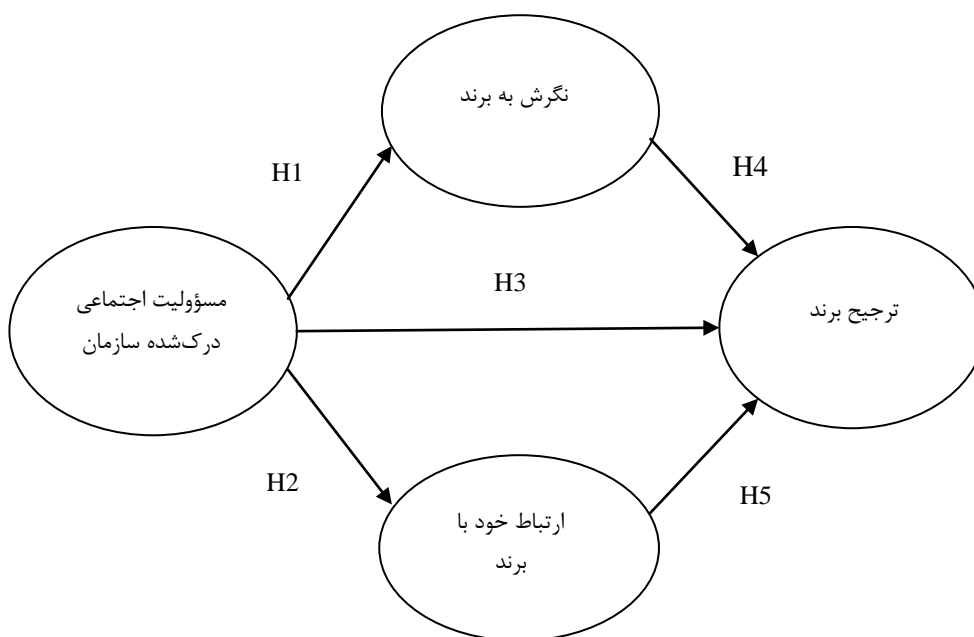 نگرش به برند
H1
H4
مسؤولیت اجتماعی
درک‌شده سازمان
H3
ترجیح برند
H2
ارتباط خود با
برند
H5